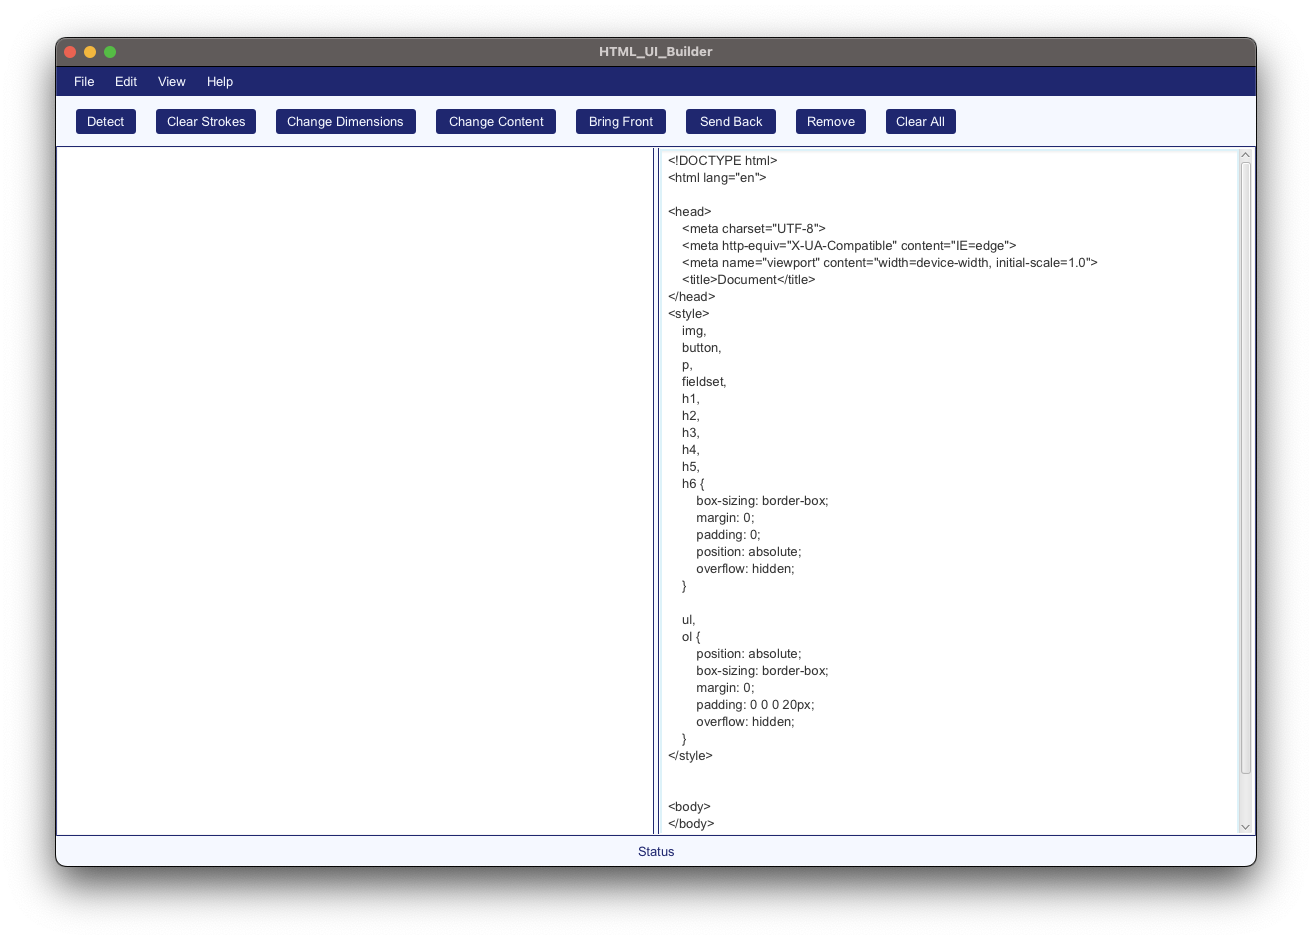 HTML_UI_Builder
File Edit View Help
Detect Clear Strokes Change Dimensions Change Content Bring Front Send Back Remove Clear All
<!DOCTYPE html>
<html lang="en">

<head>
    <meta charset="UTF-8">
    <meta http-equiv="X-UA-Compatible" content="IE=edge">
    <meta name="viewport" content="width=device-width, initial-scale=1.0">
    <title>Document</title>
</head>
<style>
    img,
    button,
    p,
    fieldset,
    h1,
    h2,
    h3,
    h4,
    h5,
    h6 {
        box-sizing: border-box;
        margin: 0;
        padding: 0;
        position: absolute;
        overflow: hidden;
    }

    ul,
    ol {
        position: absolute;
        box-sizing: border-box;
        margin: 0;
        padding: 0 0 0 20px;
        overflow: hidden;
    }
</style>


<body>
</body>
Status